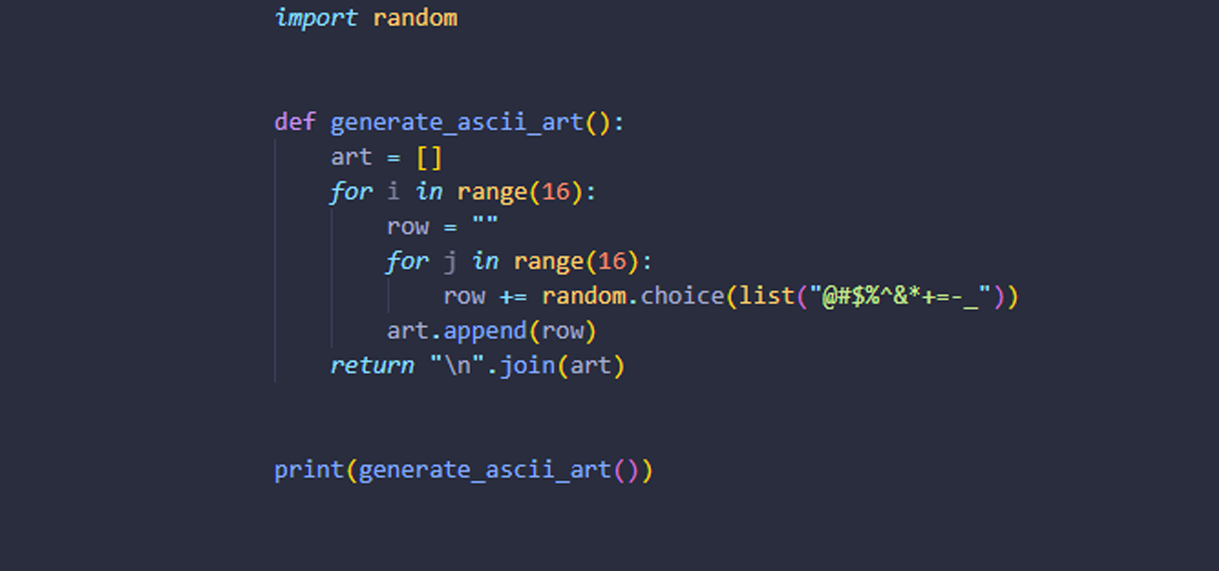 import random
def generate_ascii_art():
    art = []
    for i in range(16):
        row = ""
        for j in range(16):
            row += random.choice(list("@#$%^&*+=-_"))
        art.append(row)
    return "\n".join(art)
print(generate_ascii_art())